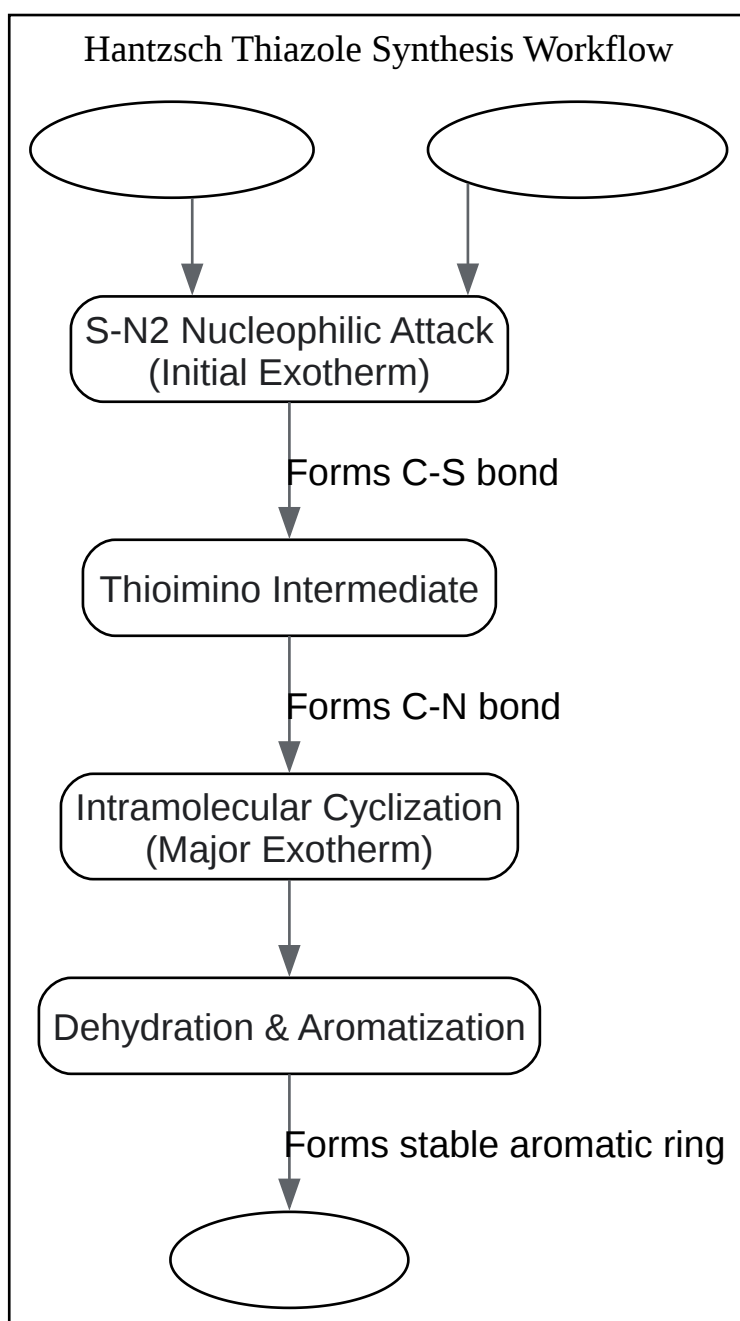 Hantzsch Thiazole Synthesis Workflow
S-N2 Nucleophilic Attack
(Initial Exotherm)
Forms C-S bond
Thioimino Intermediate
Forms C-N bond
Intramolecular Cyclization
(Major Exotherm)
Dehydration & Aromatization
Forms stable aromatic ring